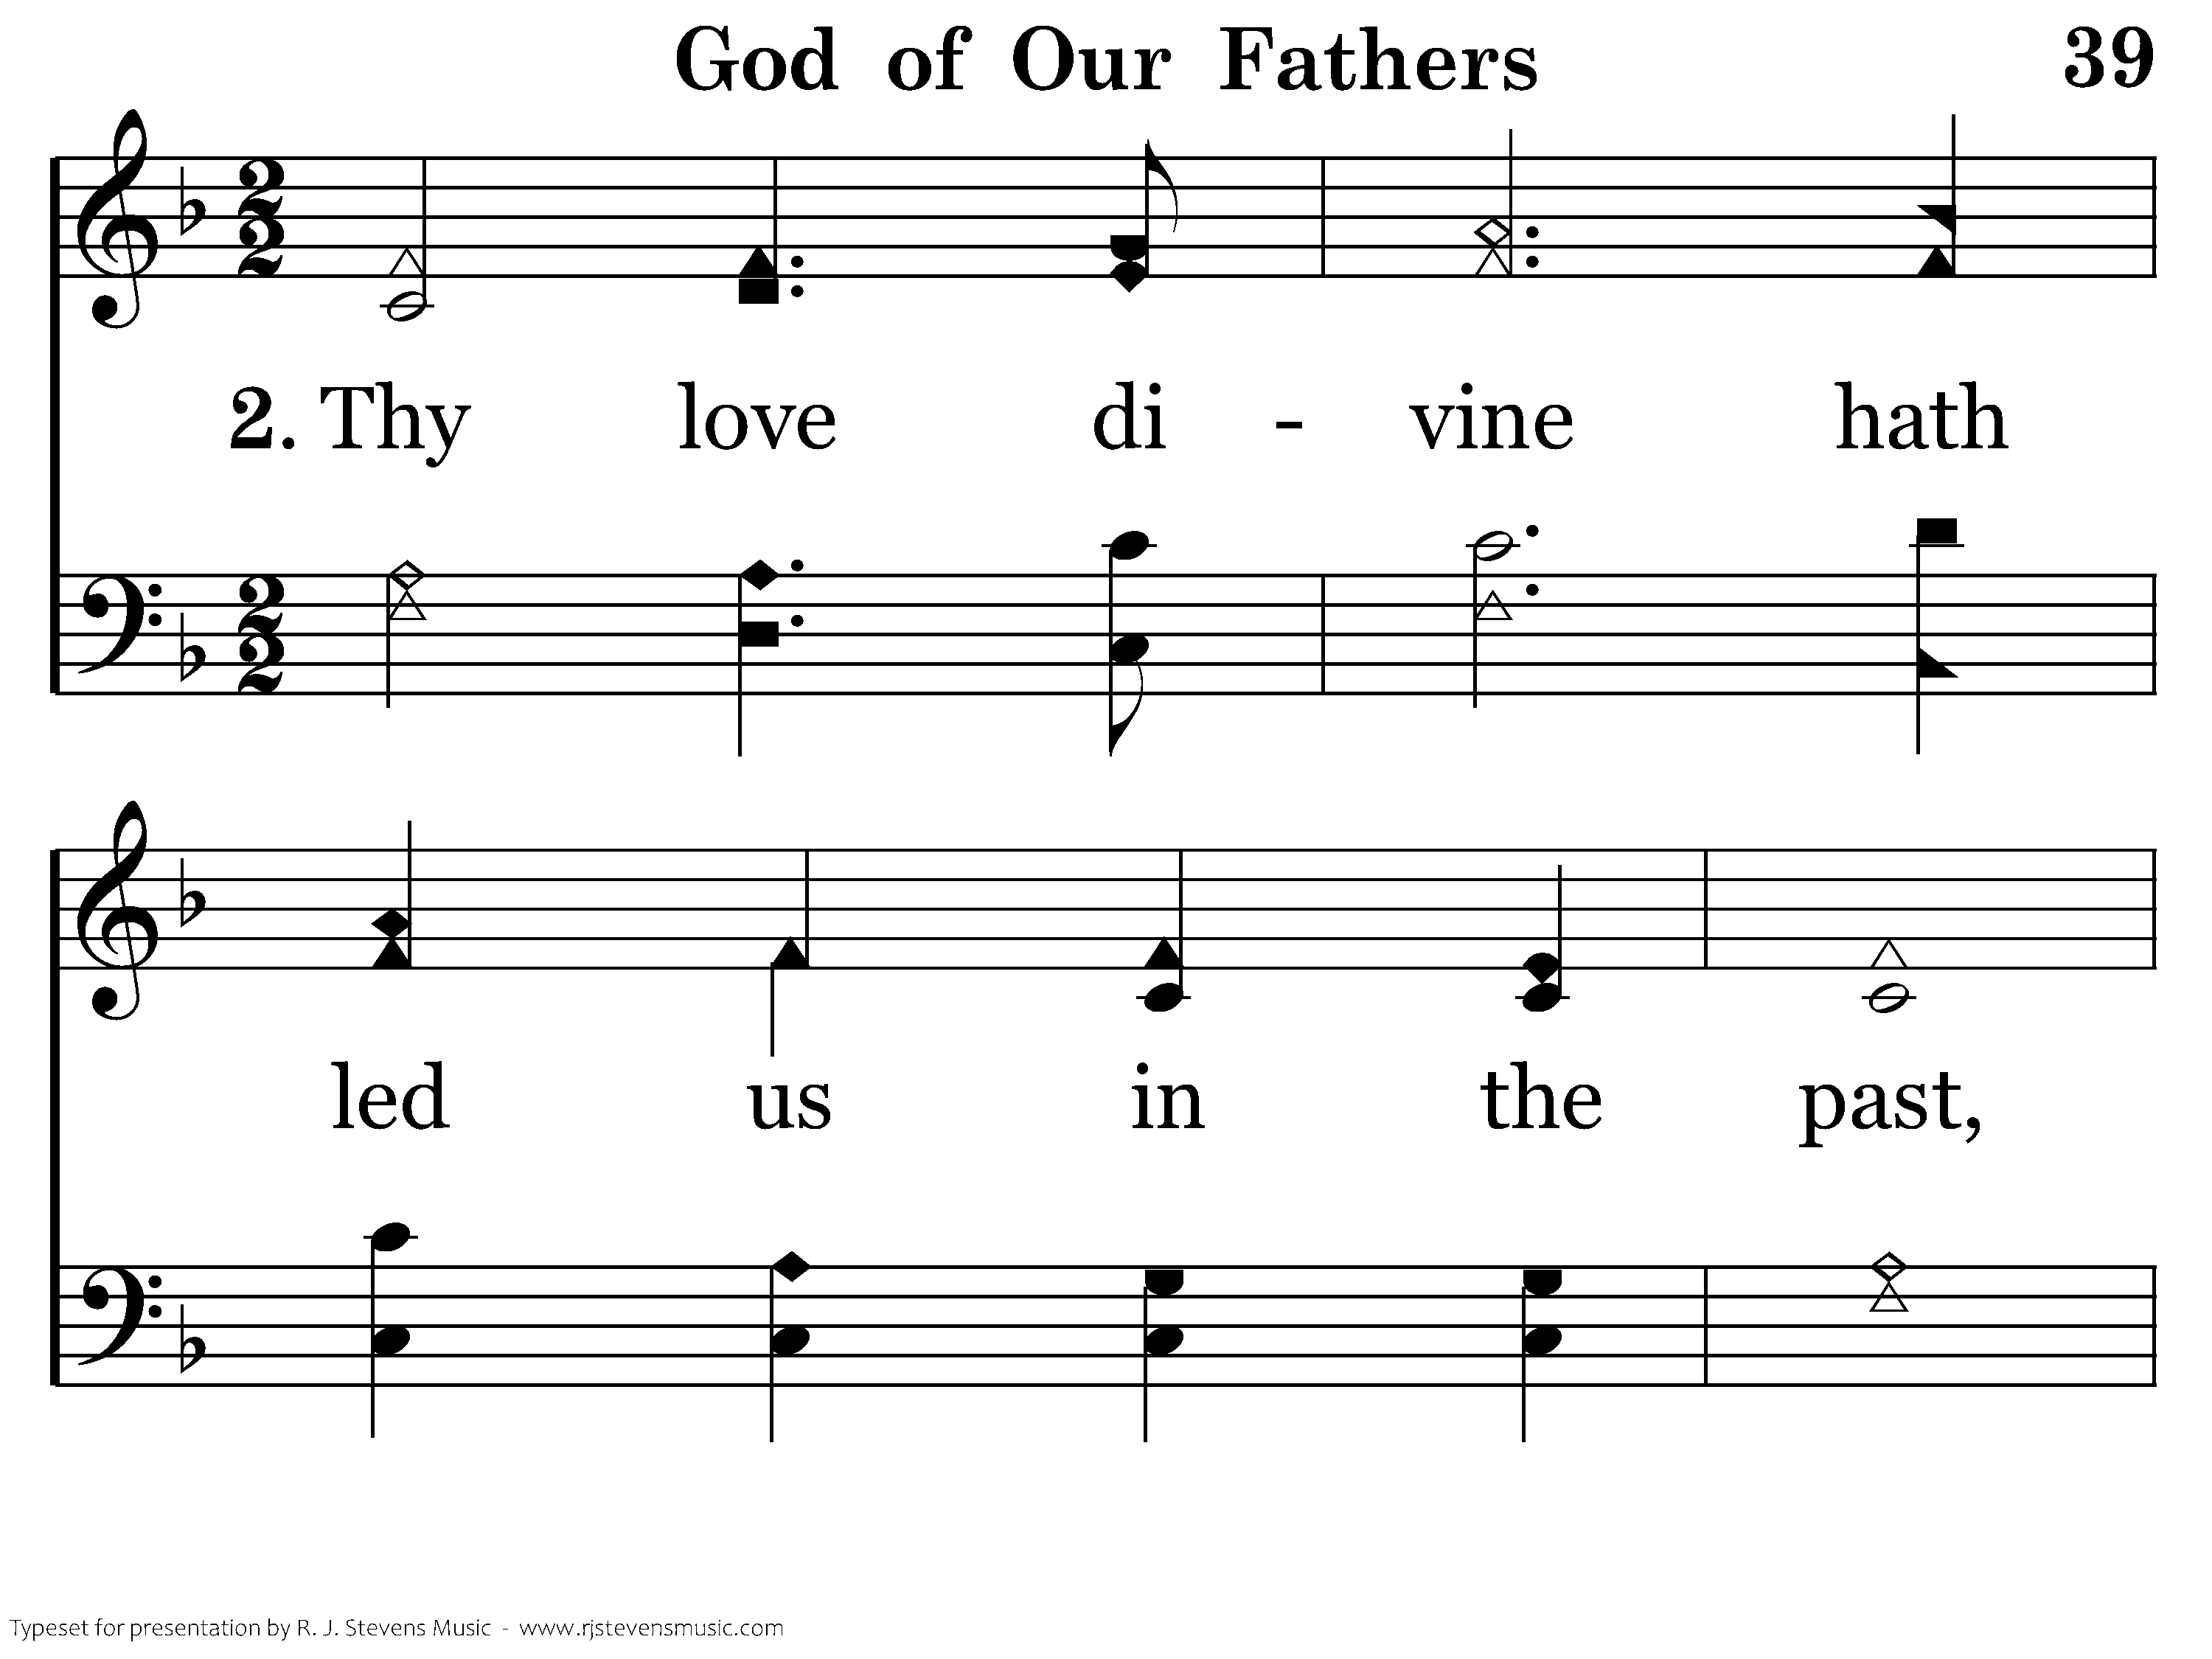 God of Our Fathers 39
2. Thy love di - vine hath
led us in the past,
Typeset for presentation by R. J. Stevens Music - www.rjstevensmusic.com